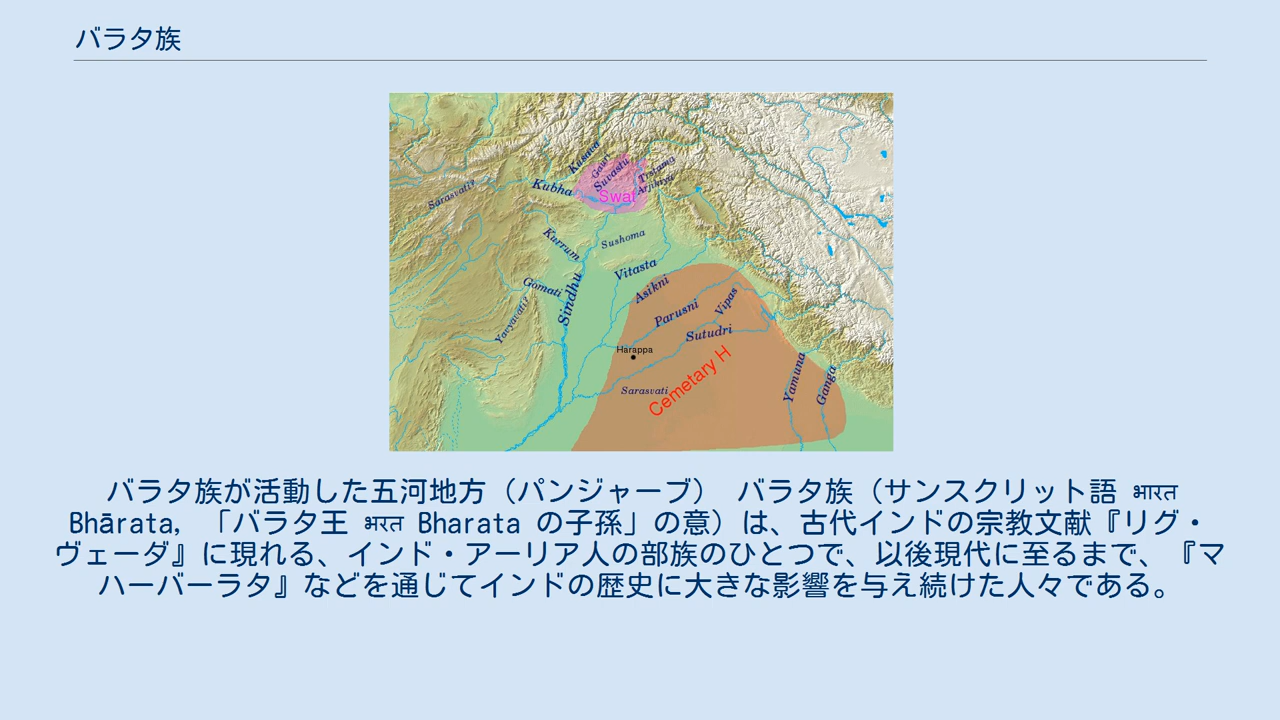 バラタ族
Kusava
Gauri
Suvastu
Trstama
Arjikiya
Kubha
Swat
Sarasvati?
Kurrum
Sushoma
Vitasta
Gomati
Sindhu
Asikni
Yavyavati?
Parusni
Vipas
Sutudri
Harappa
Sarasvati
Cemetary H
Yamuna
Ganga
バラタ族が活動した五河地方（パンジャーブ） バラタ族（サンスクリット語 भारत
Bhārata, 「バラタ王 भरत Bharata の子孫」の意）は、古代インドの宗教文献『リグ・
ヴェーダ』に現れる、インド・アーリア人の部族のひとつで、以後現代に至るまで、『マ
ハーバーラタ』などを通じてインドの歴史に大きな影響を与え続けた人々である。